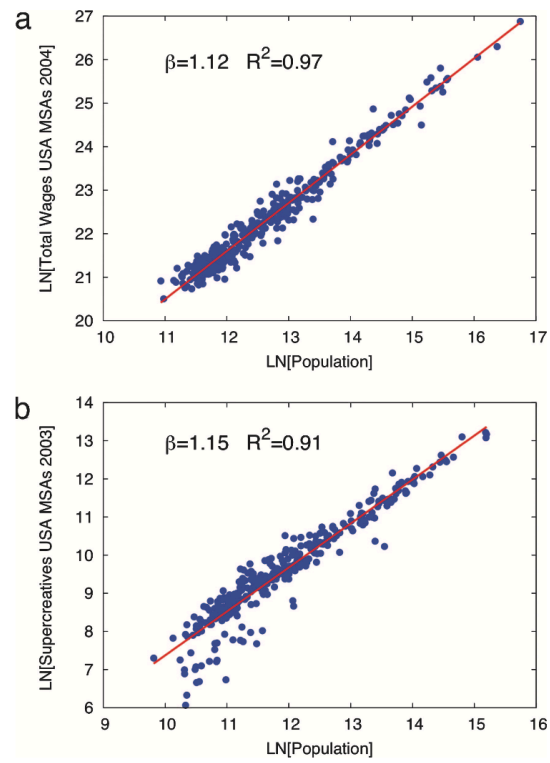 a
27
26
25
24
23
22
21
20
β=1.12 R²=0.97
LN[Total Wages USA MSAs 2004]
10 11 12 13 14 15 16 17
LN[Population]
b
14
13
12
11
10
9
8
7
6
β=1.15 R²=0.91
LN[Supercreatives USA MSAs 2003]
9 10 11 12 13 14 15 16
LN[Population]